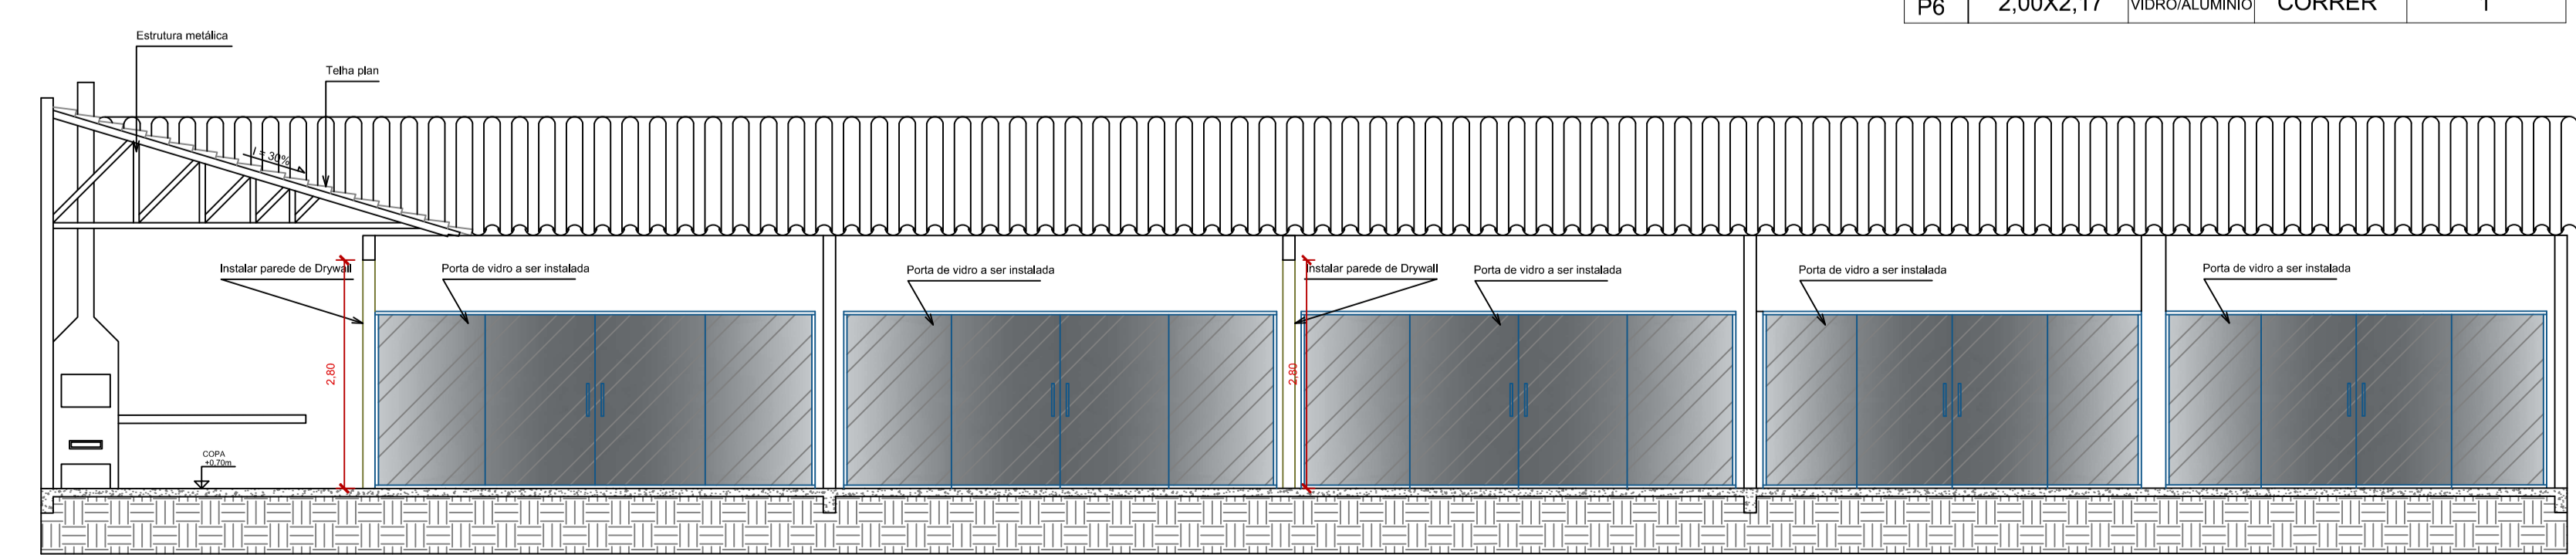 P6 2,00X2,17 VIDRO/ALUMÍNIO CORRER 1
Estrutura metálica
Telha plan
I = 30%
Instalar parede de Drywall
Porta de vidro a ser instalada
Porta de vidro a ser instalada
Instalar parede de Drywall
Porta de vidro a ser instalada
Porta de vidro a ser instalada
Porta de vidro a ser instalada
2,80
2,80
COPA
+0,70m